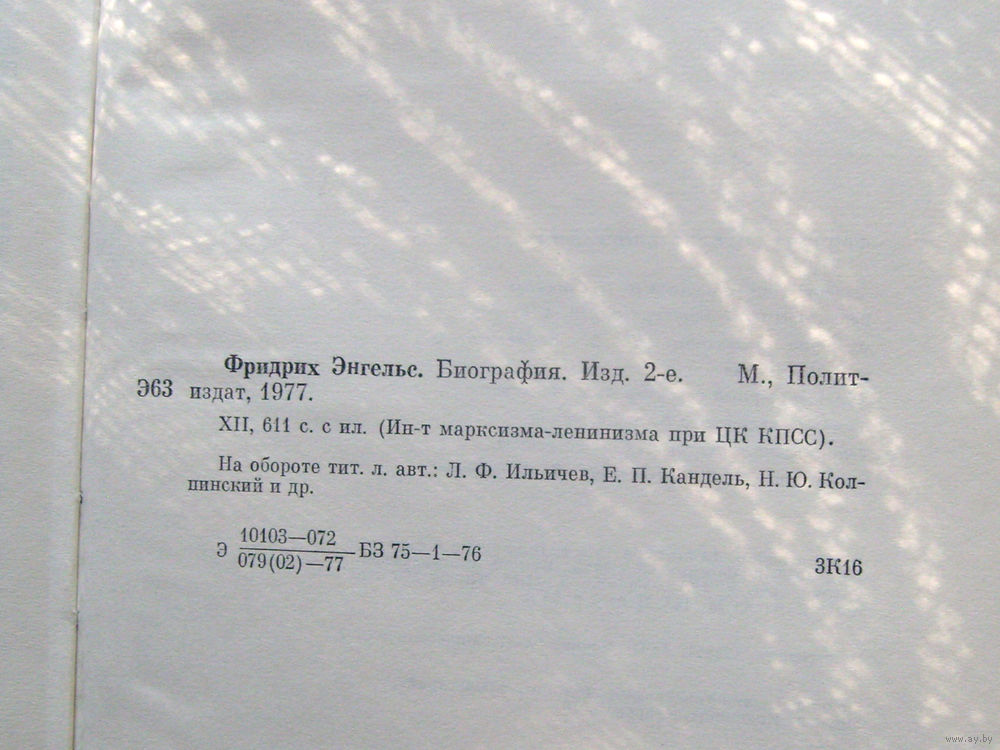 Фридрих Энгельс. Биография. Изд. 2-е. М., Полит-
Э63 издат, 1977.
XII, 611 с. с ил. (Ин-т марксизма-ленинизма при ЦК КПСС).
На обороте тит. л. авт.: Л. Ф. Ильичев, Е. П. Кандель, Н. Ю. Кол-
пинский и др.
10103—072
Э БЗ 75—1—76
079(02)—77
3К16
www.ay.by